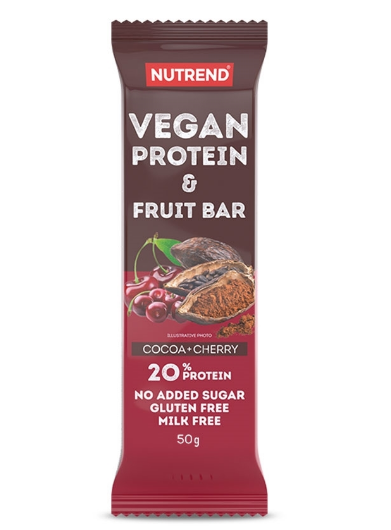 NUTREND®
VEGAN
PROTEIN
&
FRUIT BAR
ILLUSTRATIVE PHOTO
COCOA+CHERRY
20% PROTEIN
NO ADDED SUGAR
GLUTEN FREE
MILK FREE
50g